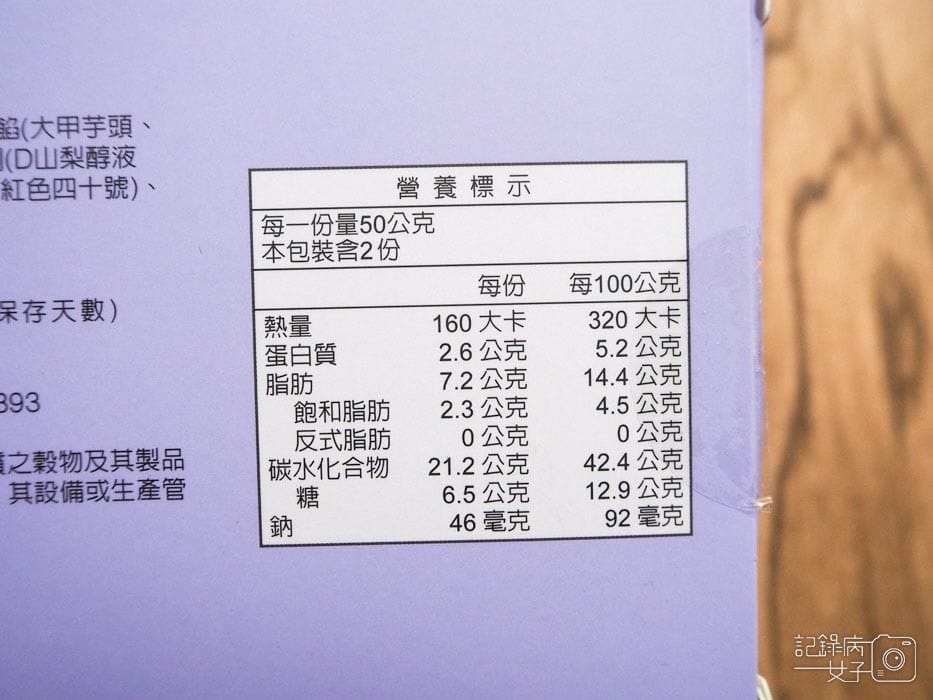 餡(大甲芋頭、
(D山梨醇液
紅色四十號)、
保存天數)
393
之穀物及其製品
其設備或生產管
營養標示
每一份量50公克
本包裝含2份
每份 每100公克
熱量 160 大卡 320 大卡
蛋白質 2.6 公克 5.2 公克
脂肪 7.2 公克 14.4 公克
飽和脂肪 2.3 公克 4.5 公克
反式脂肪 0 公克 0 公克
碳水化合物 21.2 公克 42.4 公克
糖 6.5 公克 12.9 公克
鈉 46 毫克 92 毫克
記錄病
女子